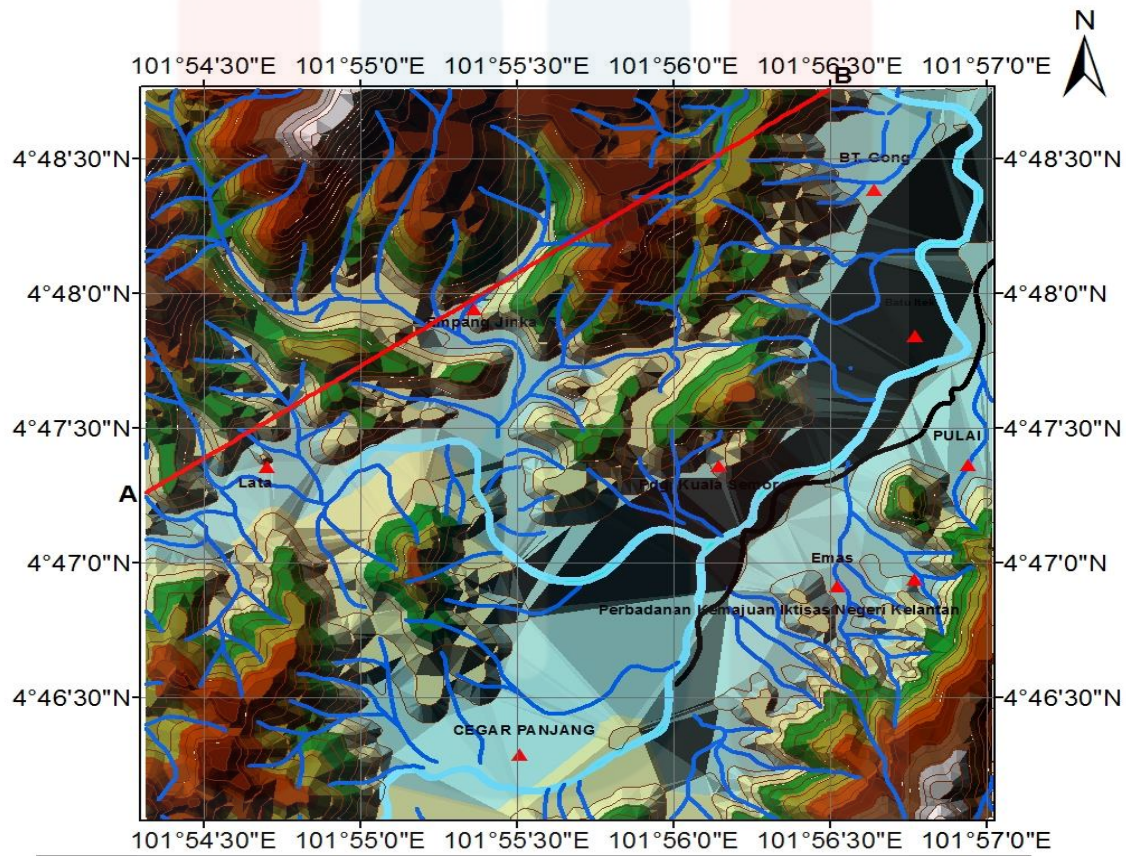 N
101°54'30"E 101°55'0"E 101°55'30"E 101°56'0"E 101°56'30"E 101°57'0"E
B
4°48'30"N 4°48'30"N
BT. Cong
4°48'0"N 4°48'0"N
Jinka
4°47'30"N 4°47'30"N
PULAI
A
Lata
Kuala
4°47'0"N 4°47'0"N
Emas
Perbadanan Kemajuan Iktisas Negeri Kelantan
4°46'30"N 4°46'30"N
CEGAR PANJANG
101°54'30"E 101°55'0"E 101°55'30"E 101°56'0"E 101°56'30"E 101°57'0"E